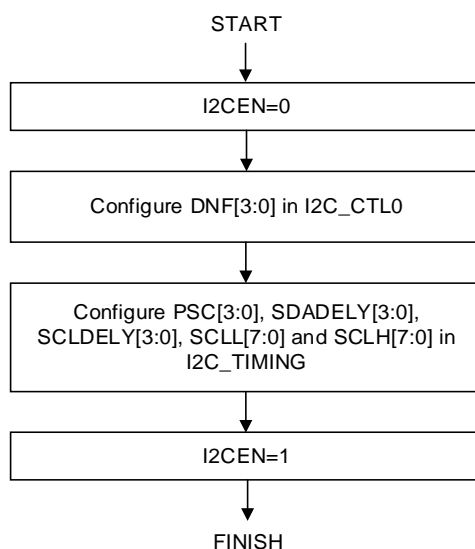 START
I2CEN=0
Configure DNF[3:0] in I2C_CTL0
Configure PSC[3:0], SDADELY[3:0],
SCLDELY[3:0], SCLL[7:0] and SCLH[7:0] in
I2C_TIMING
I2CEN=1
FINISH